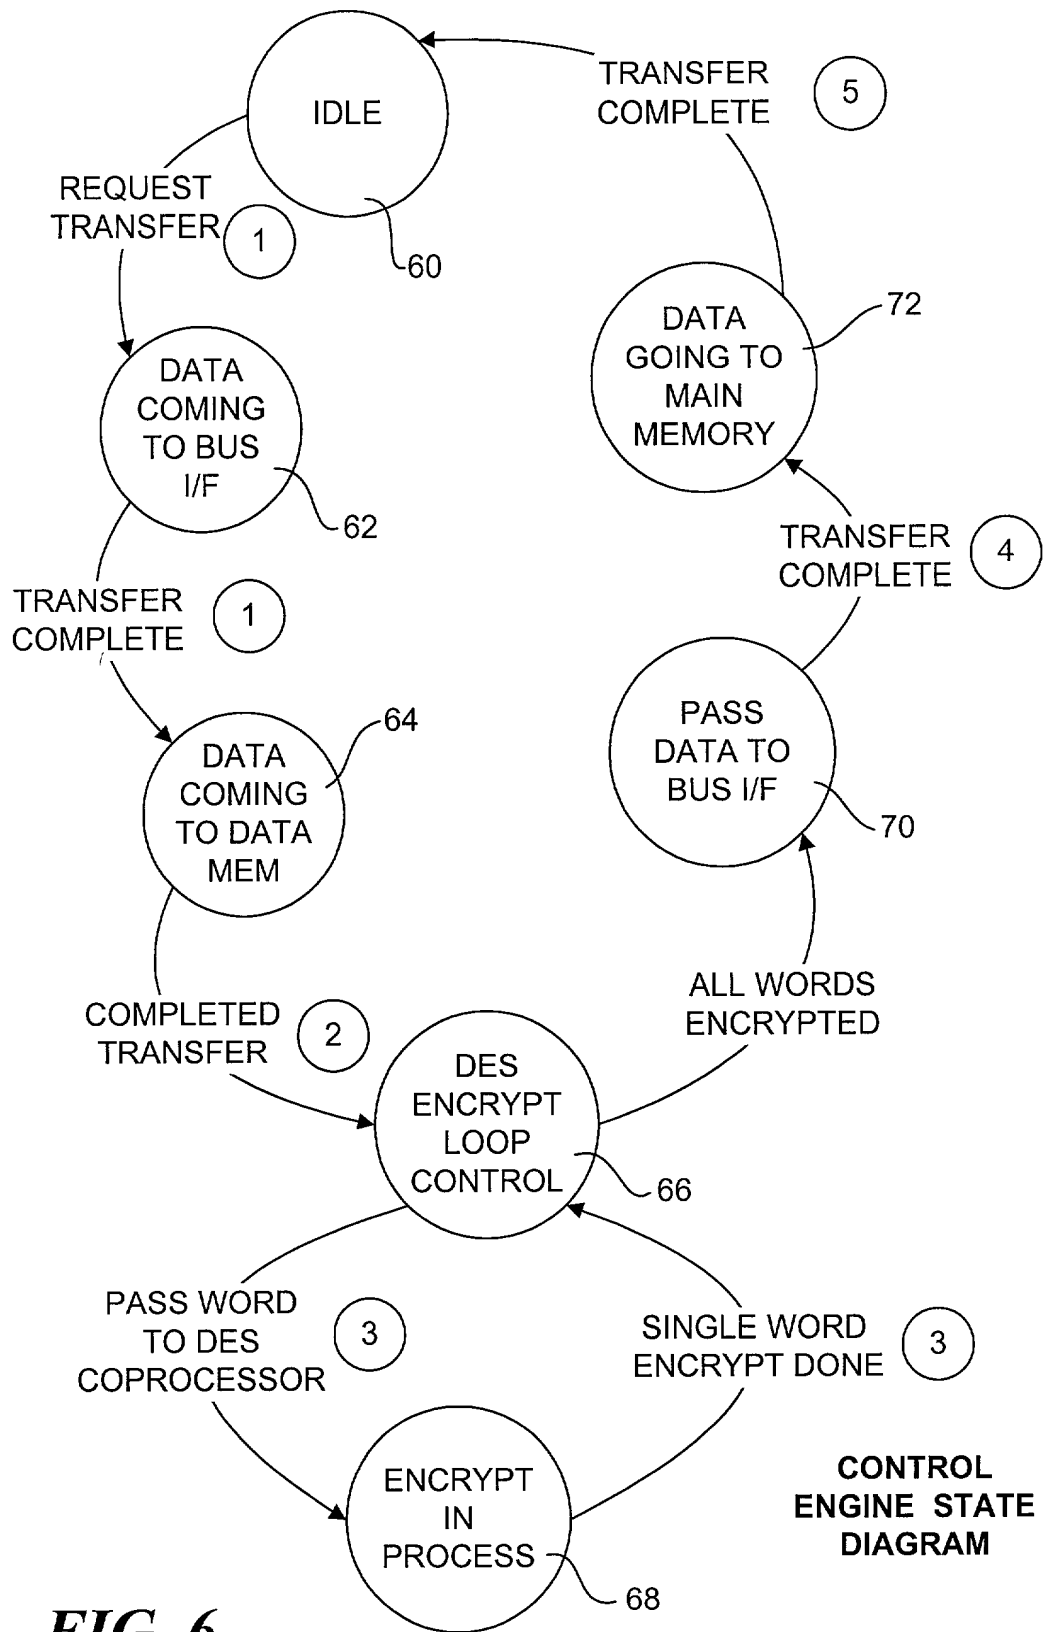 IDLE
60
REQUEST
TRANSFER
1
DATA
COMING
TO BUS
I/F
62
TRANSFER
COMPLETE
1
DATA
COMING
TO DATA
MEM
64
COMPLETED
TRANSFER
2
DES
ENCRYPT
LOOP
CONTROL
66
PASS WORD
TO DES
COPROCESSOR
3
ENCRYPT
IN
PROCESS
68
SINGLE WORD
ENCRYPT DONE
3
ALL WORDS
ENCRYPTED
PASS
DATA TO
BUS I/F
70
TRANSFER
COMPLETE
4
DATA
GOING TO
MAIN
MEMORY
72
TRANSFER
COMPLETE
5
CONTROL
ENGINE STATE
DIAGRAM
FIG. 6